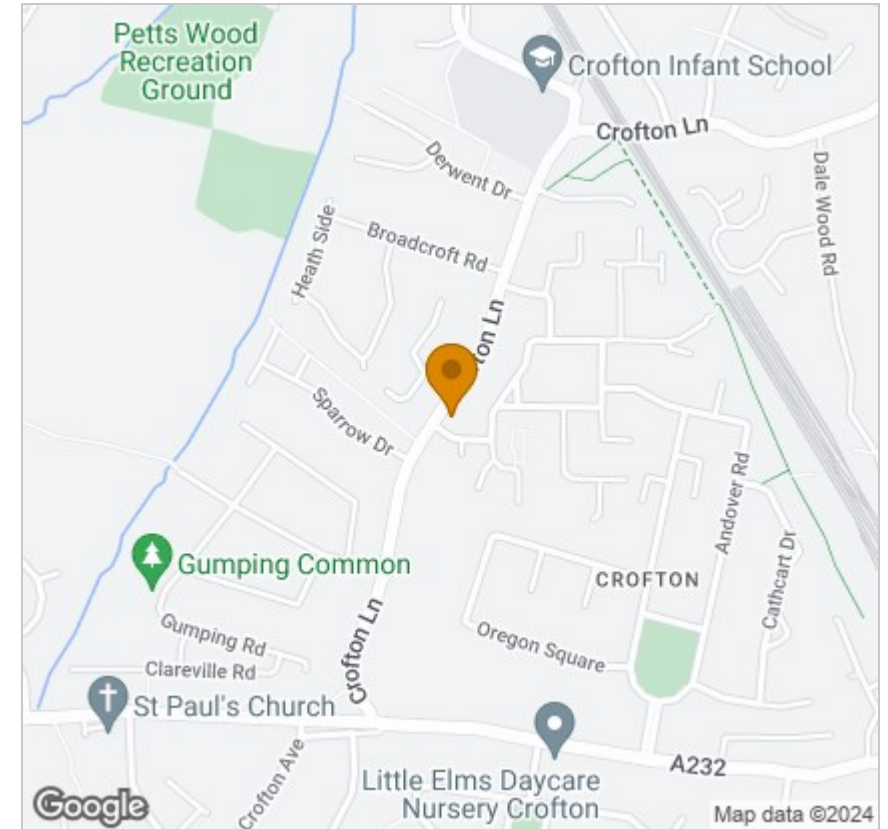 Petts Wood
Recreation
Ground
Crofton Infant School
Crofton Ln
Derwent Dr
Dale Wood Rd
Heath Side
Broadcroft Rd
ton Ln
Sparrow Dr
Andover Rd
Gumping Common
CROFTON
Cathcart Dr
Gumping Rd
Oregon Square
Crofton Ln
Clareville Rd
St Paul's Church
A232
Crofton Ave
Little Elms Daycare
Nursery Crofton
Google
Map data ©2024